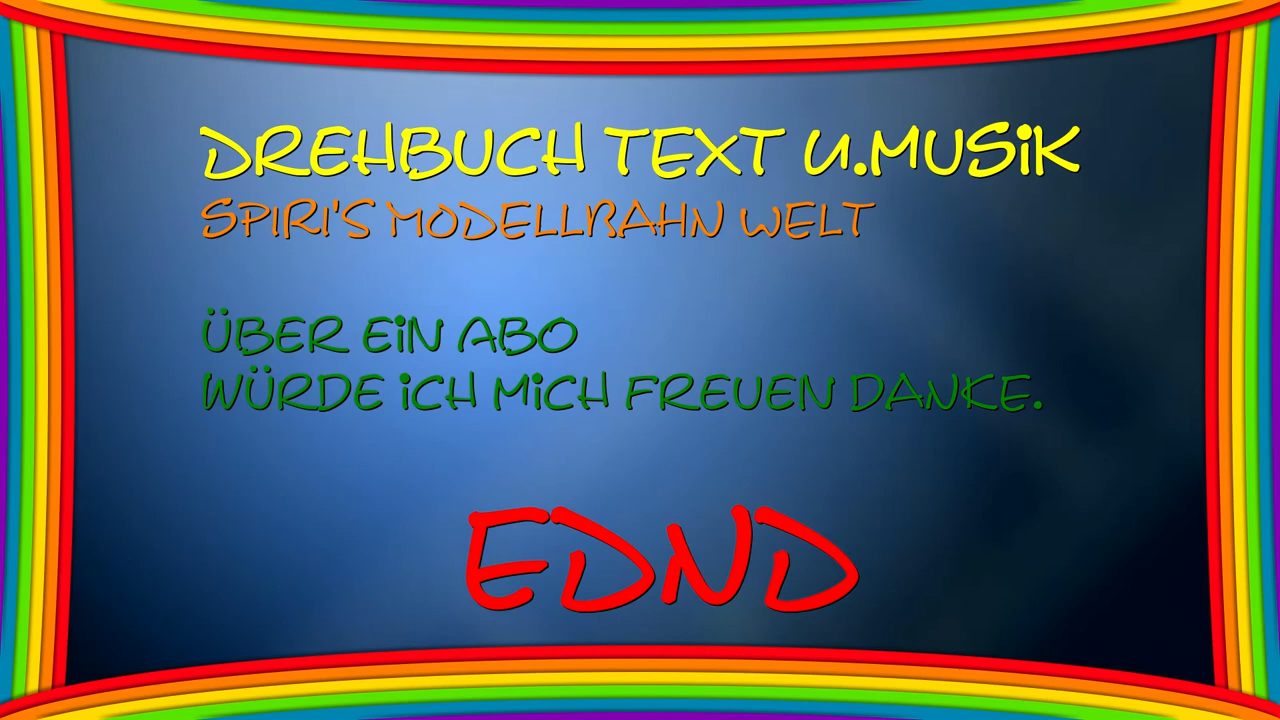 DREHBUCH TEXT U.MUSIK
SPIRI'S MODELLBAHN WELT
ÜBER EIN ABO
WÜRDE ICH MICH FREUEN DANKE.
EDND